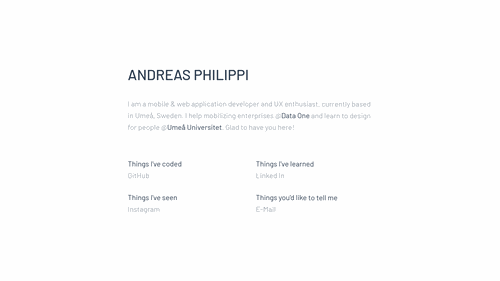 ANDREAS PHILIPPI
I am a mobile & web application developer and UX enthusiast, currently based
in Umeå, Sweden. I help mobilizing enterprises @Data One and learn to design
for people @Umeå Universitet. Glad to have you here!
Things I've coded
GitHub
Things I've learned
Linked In
Things I've seen
Instagram
Things you'd like to tell me
E-Mail